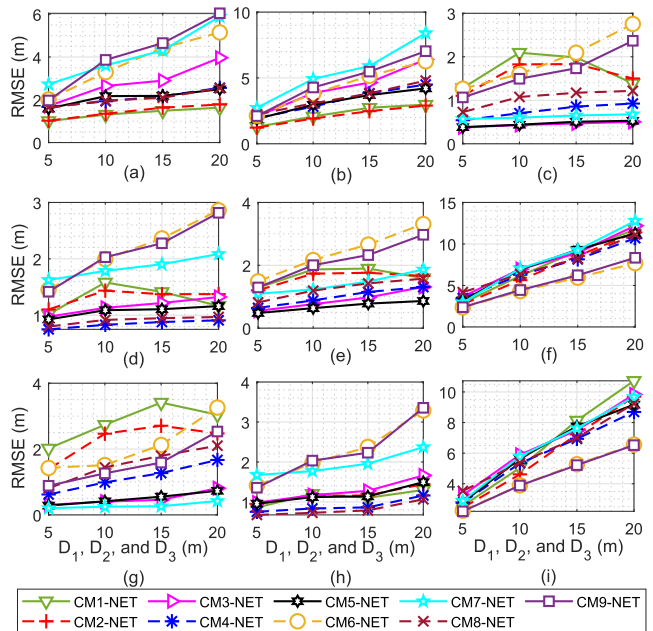 RMSE (m)
6
4
2
0
5 10 15 20
(a)
10
5
0
5 10 15 20
(b)
3
2
1
0
5 10 15 20
(c)
RMSE (m)
3
2
1
5 10 15 20
(d)
4
2
0
5 10 15 20
(e)
15
10
5
0
5 10 15 20
(f)
RMSE (m)
4
2
0
5 10 15 20
D1, D2, and D3 (m)
(g)
4
3
2
1
5 10 15 20
D1, D2, and D3 (m)
(h)
10
8
6
4
5 10 15 20
D1, D2, and D3 (m)
(i)
CM1-NET CM3-NET CM5-NET CM7-NET CM9-NET
CM2-NET CM4-NET CM6-NET CM8-NET